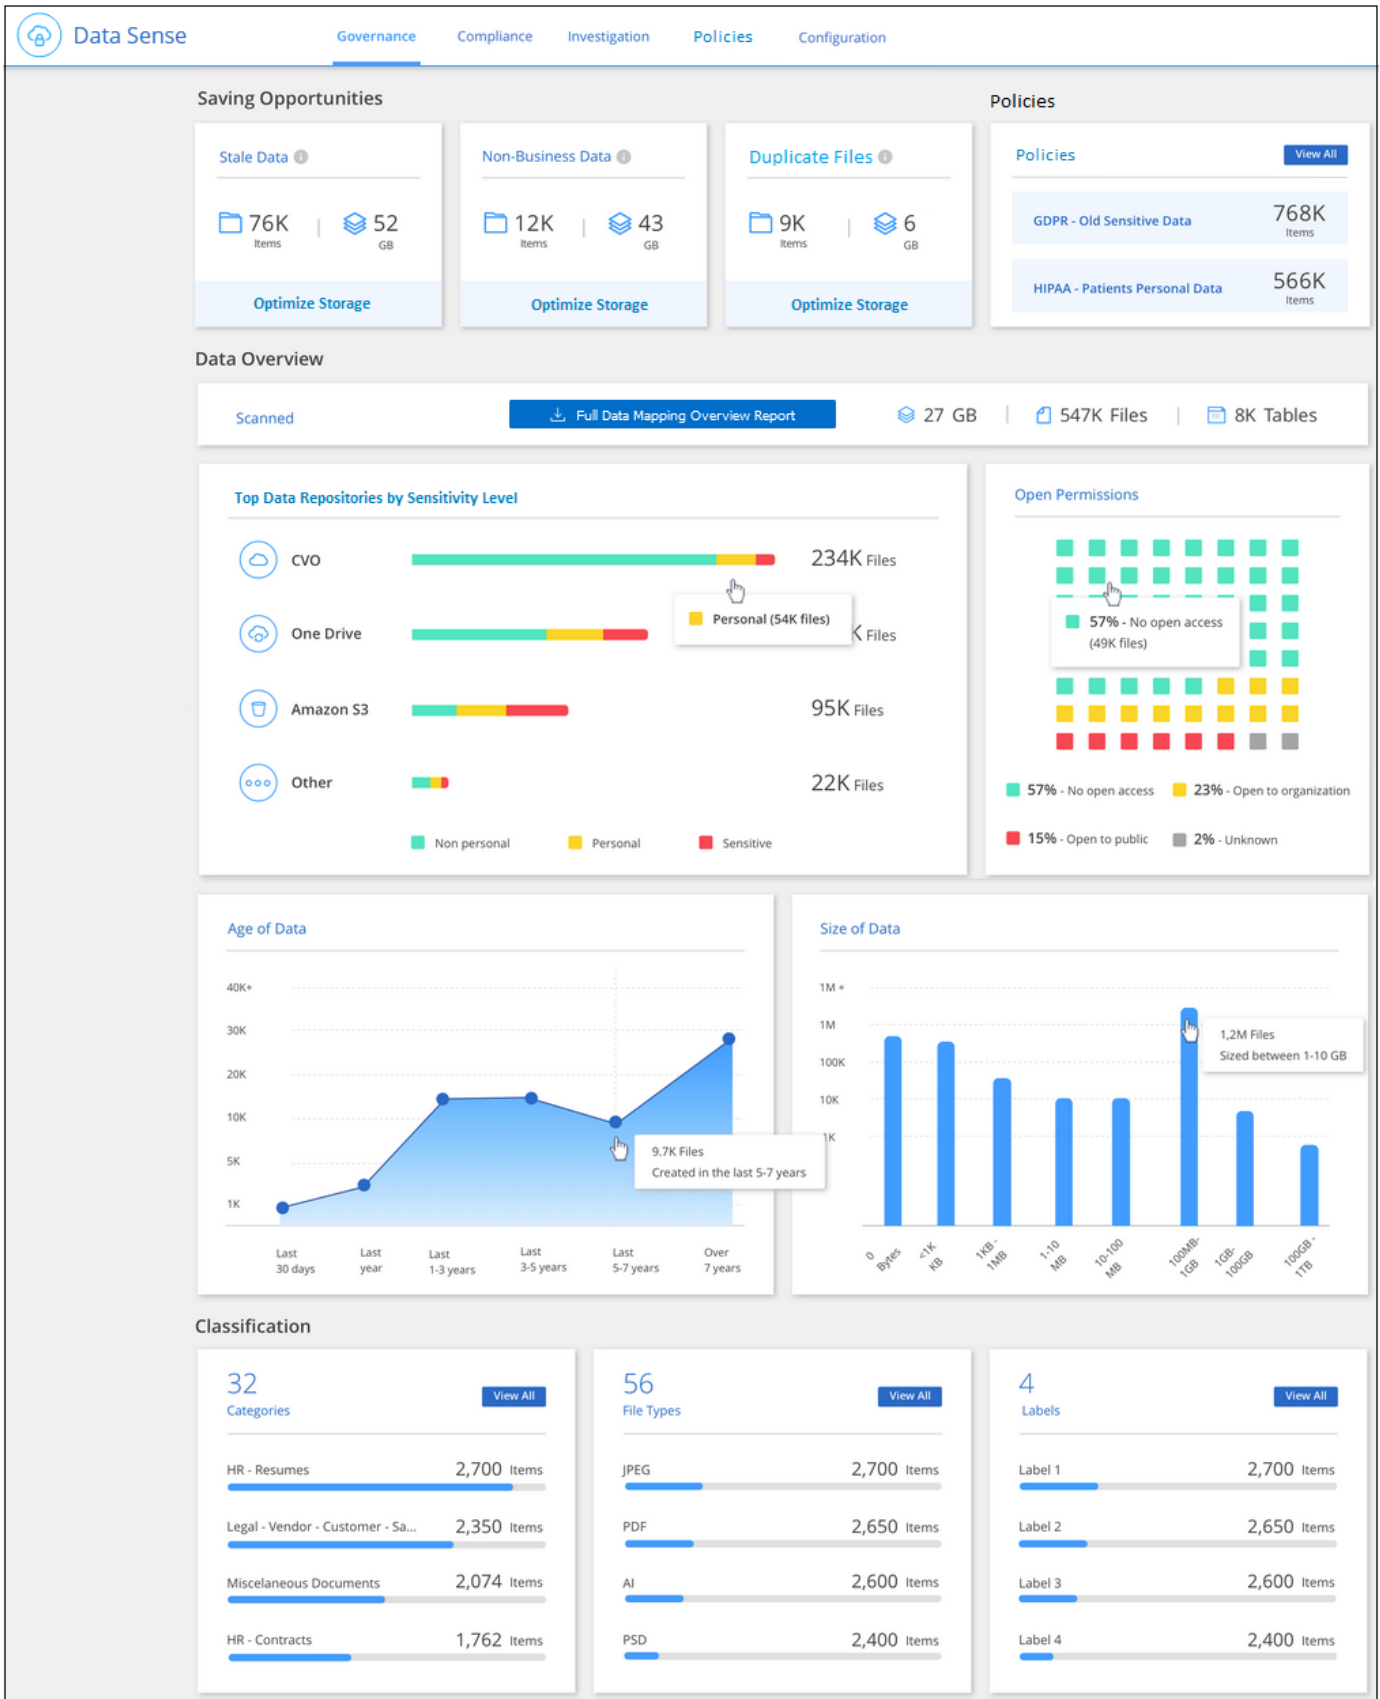 Data Sense
Governance Compliance Investigation Policies Configuration
Saving Opportunities
Stale Data
76K Items | 52 GB
Optimize Storage
Non-Business Data
12K Items | 43 GB
Optimize Storage
Duplicate Files
9K Items | 6 GB
Optimize Storage
Policies
Policies View All
GDPR - Old Sensitive Data 768K Items
HIPAA - Patients Personal Data 566K Items
Data Overview
Scanned Full Data Mapping Overview Report 27 GB | 547K Files | 8K Tables
Top Data Repositories by Sensitivity Level
CVO 234K Files
Personal (54K files)
One Drive K Files
Amazon S3 95K Files
Other 22K Files
Non personal Personal Sensitive
Open Permissions
57% - No open access
(49K files)
57% - No open access 23% - Open to organization
15% - Open to public 2% - Unknown
Age of Data
40K+
30K
20K
10K
5K
1K
9.7K Files
Created in the last 5-7 years
Last 30 days
Last year
Last 1-3 years
Last 3-5 years
Last 5-7 years
Over 7 years
Size of Data
1M +
1M
100K
10K
1K
1,2M Files
Sized between 1-10 GB
0 Bytes
<1K KB
1KB - 1MB
1-10 MB
10-100 MB
100MB- 1GB
1GB- 100GB
100GB - 1TB
Classification
32
Categories View All
HR - Resumes 2,700 Items
Legal - Vendor - Customer - Sa... 2,350 Items
Miscelaneous Documents 2,074 Items
HR - Contracts 1,762 Items
56
File Types View All
JPEG 2,700 Items
PDF 2,650 Items
AI 2,600 Items
PSD 2,400 Items
4
Labels View All
Label 1 2,700 Items
Label 2 2,650 Items
Label 3 2,600 Items
Label 4 2,400 Items